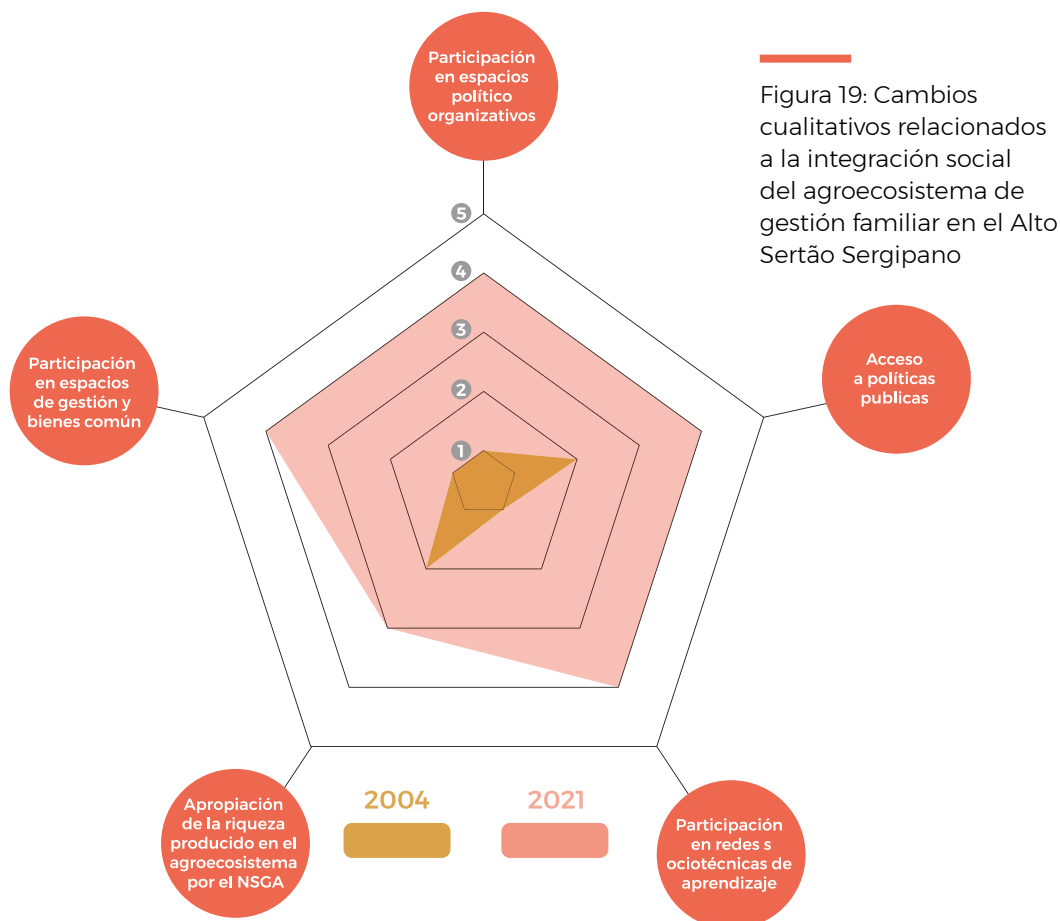 Participación
en espacios
político
organizativos
Figura 19: Cambios
cualitativos relacionados
a la integración social
del agroecosistema de
gestión familiar en el Alto
Sertão Sergipano
5
4
3
2
1
Participación
en espacios
de gestión y
bienes común
Acceso
a políticas
publicas
2004
2021
Apropiación
de la riqueza
producido en el
agroecosistema
por el NSGA
Participación
en redes s
ociotécnicas de
aprendizaje